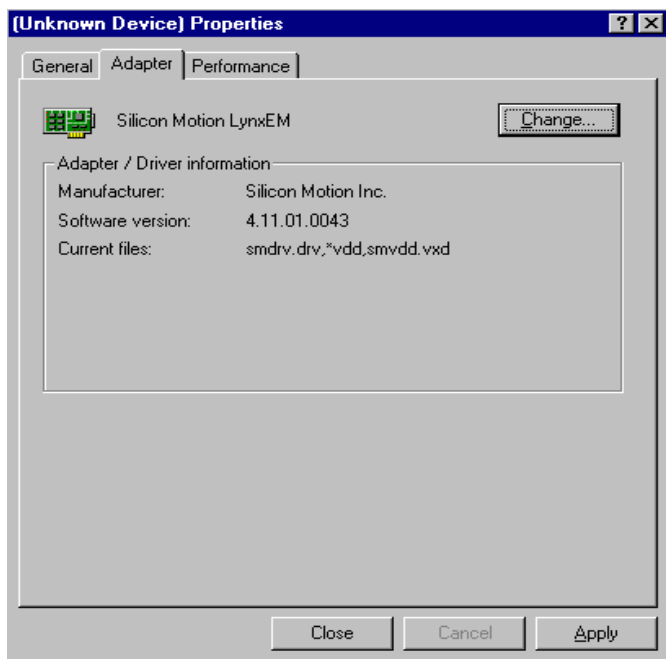 (Unknown Device) Properties
General Adapter Performance
Silicon Motion LynxEM Change...
Adapter / Driver information
Manufacturer: Silicon Motion Inc.
Software version: 4.11.01.0043
Current files: smdrv.drv,*vdd,smvdd.vxd
Close Cancel Apply